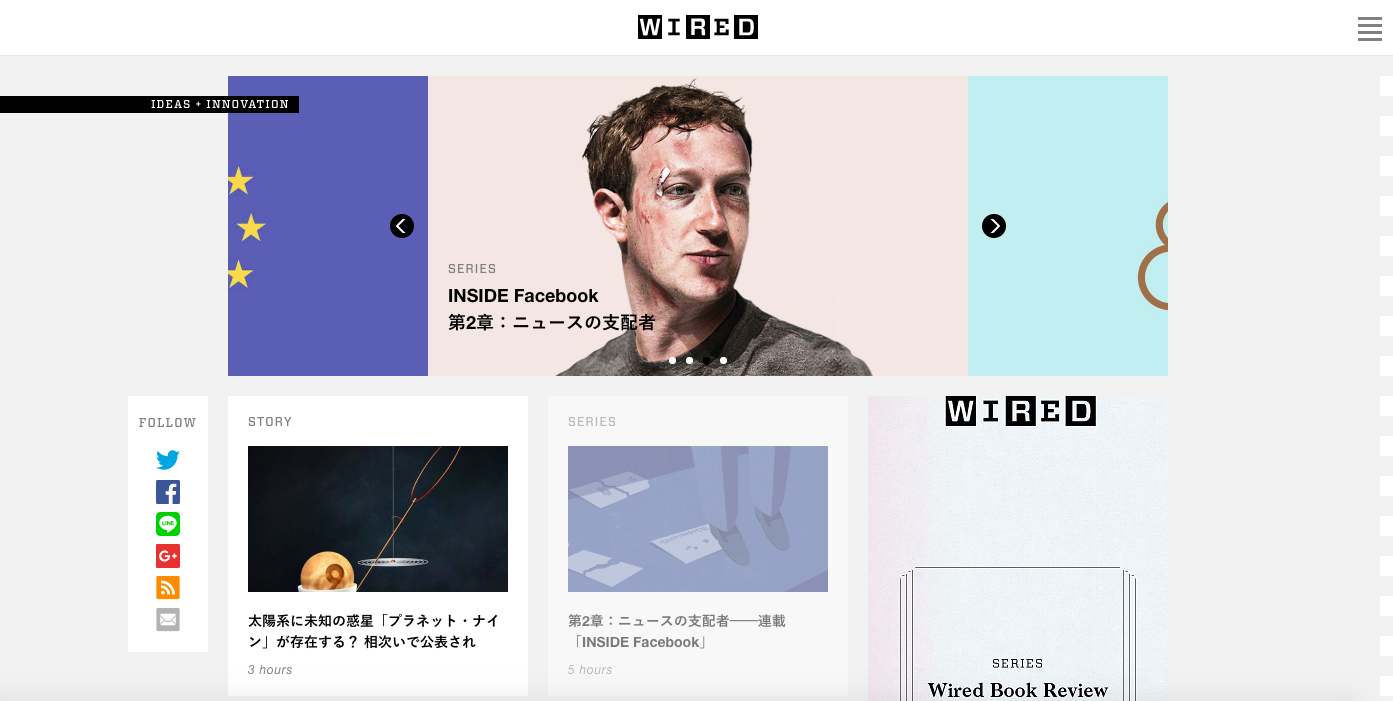 WIRED
IDEAS + INNOVATION
SERIES
INSIDE Facebook
第2章：ニュースの支配者
FOLLOW
LINE
G+
STORY
9
太陽系に未知の惑星「プラネット・ナイ
ン」が存在する？ 相次いで公表され
3 hours
SERIES
第2章：ニュースの支配者──連載
「INSIDE Facebook」
5 hours
WIRED
SERIES
Wired Book Review